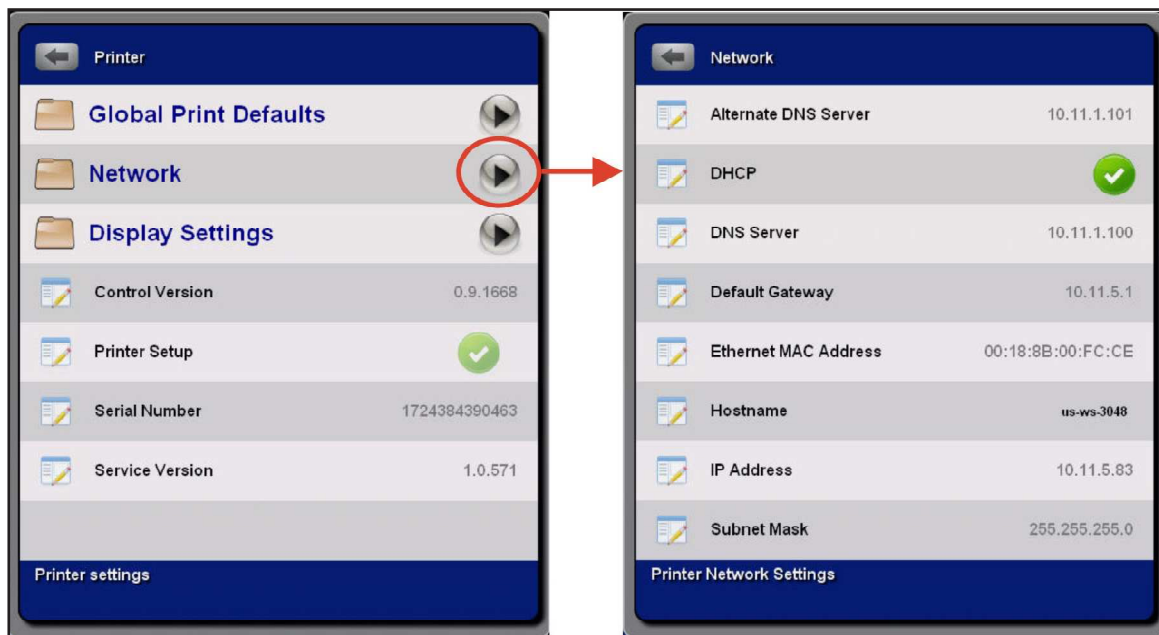 Printer
Global Print Defaults
Network
Display Settings
Control Version 0.9.1668
Printer Setup
Serial Number 1724384390463
Service Version 1.0.571
Printer settings
Network
Alternate DNS Server 10.11.1.101
DHCP
DNS Server 10.11.1.100
Default Gateway 10.11.5.1
Ethernet MAC Address 00:18:8B:00:FC:CE
Hostname us-ws-3048
IP Address 10.11.5.83
Subnet Mask 255.255.255.0
Printer Network Settings